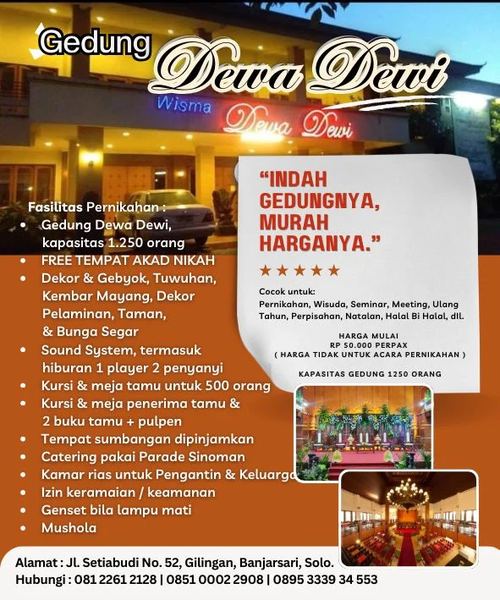 Gedung
Dewa Dewi
Wisma
Dewa Dewi
"INDAH
GEDUNGNYA,
MURAH
HARGANYA."
Cocok untuk:
Pernikahan, Wisuda, Seminar, Meeting, Ulang
Tahun, Perpisahan, Natalan, Halal Bi Halal, dll.
HARGA MULAI
RP 50.000 PERPAX
( HARGA TIDAK UNTUK ACARA PERNIKAHAN )
KAPASITAS GEDUNG 1250 ORANG
Fasilitas Pernikahan :
• Gedung Dewa Dewi,
kapasitas 1.250 orang
• FREE TEMPAT AKAD NIKAH
• Dekor & Gebyok, Tuwuhan,
Kembar Mayang, Dekor
Pelaminan, Taman,
& Bunga Segar
• Sound System, termasuk
hiburan 1 player 2 penyanyi
• Kursi & meja tamu untuk 500 orang
• Kursi & meja penerima tamu &
2 buku tamu + pulpen
• Tempat sumbangan dipinjamkan
• Catering pakai Parade Sinoman
• Kamar rias untuk Pengantin & Keluarga
• Izin keramaian / keamanan
• Genset bila lampu mati
• Mushola
Alamat : Jl. Setiabudi No. 52, Gilingan, Banjarsari, Solo.
Hubungi : 081 2261 2128 | 0851 0002 2908 | 0895 3339 34 553